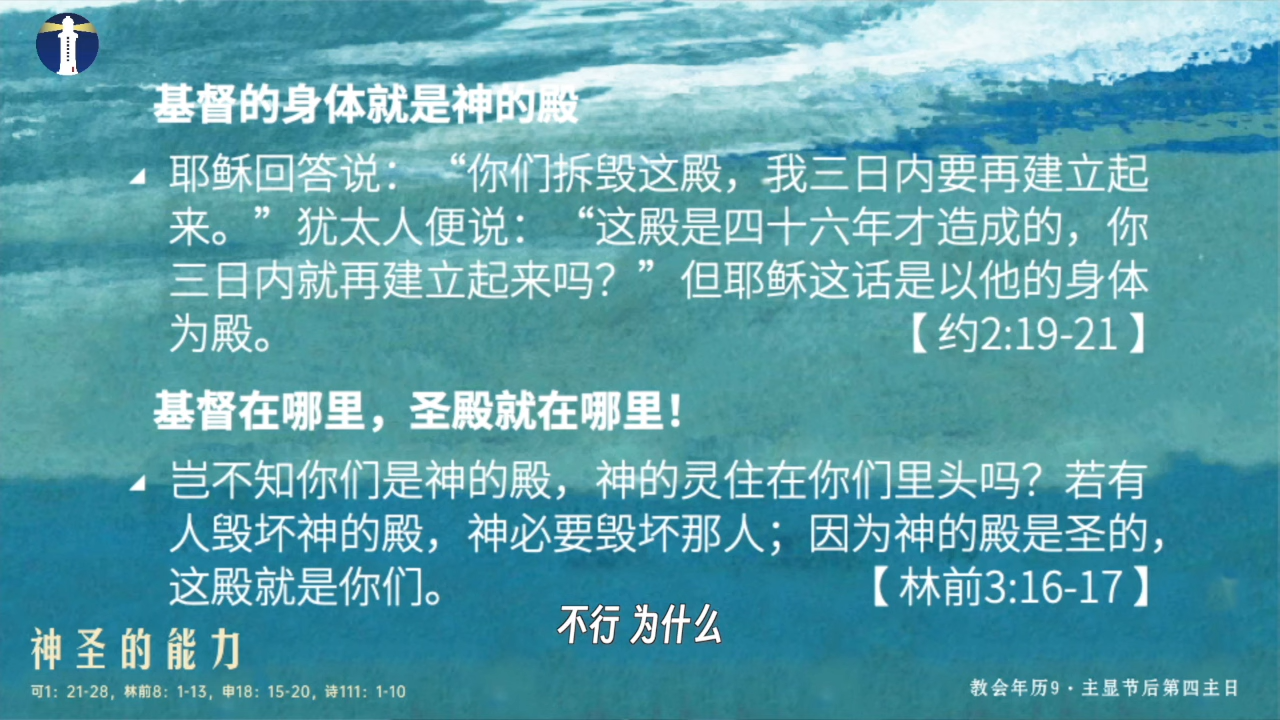 基督的身体就是神的殿
耶稣回答说：“你们拆毁这殿，我三日内要再建立起
来。”犹太人便说：“这殿是四十六年才造成的，你
三日内就再建立起来吗？”但耶稣这话是以他的身体
为殿。【约2:19-21】
基督在哪里，圣殿就在哪里！
岂不知你们是神的殿，神的灵住在你们里头吗？若有
人毁坏神的殿，神必要毁坏那人；因为神的殿是圣的，
这殿就是你们。【林前3:16-17】
不行 为什么
神圣的能力
可1：21-28，林前8：1-13，申18：15-20，诗111：1-10
教会年历9·主显节后第四主日